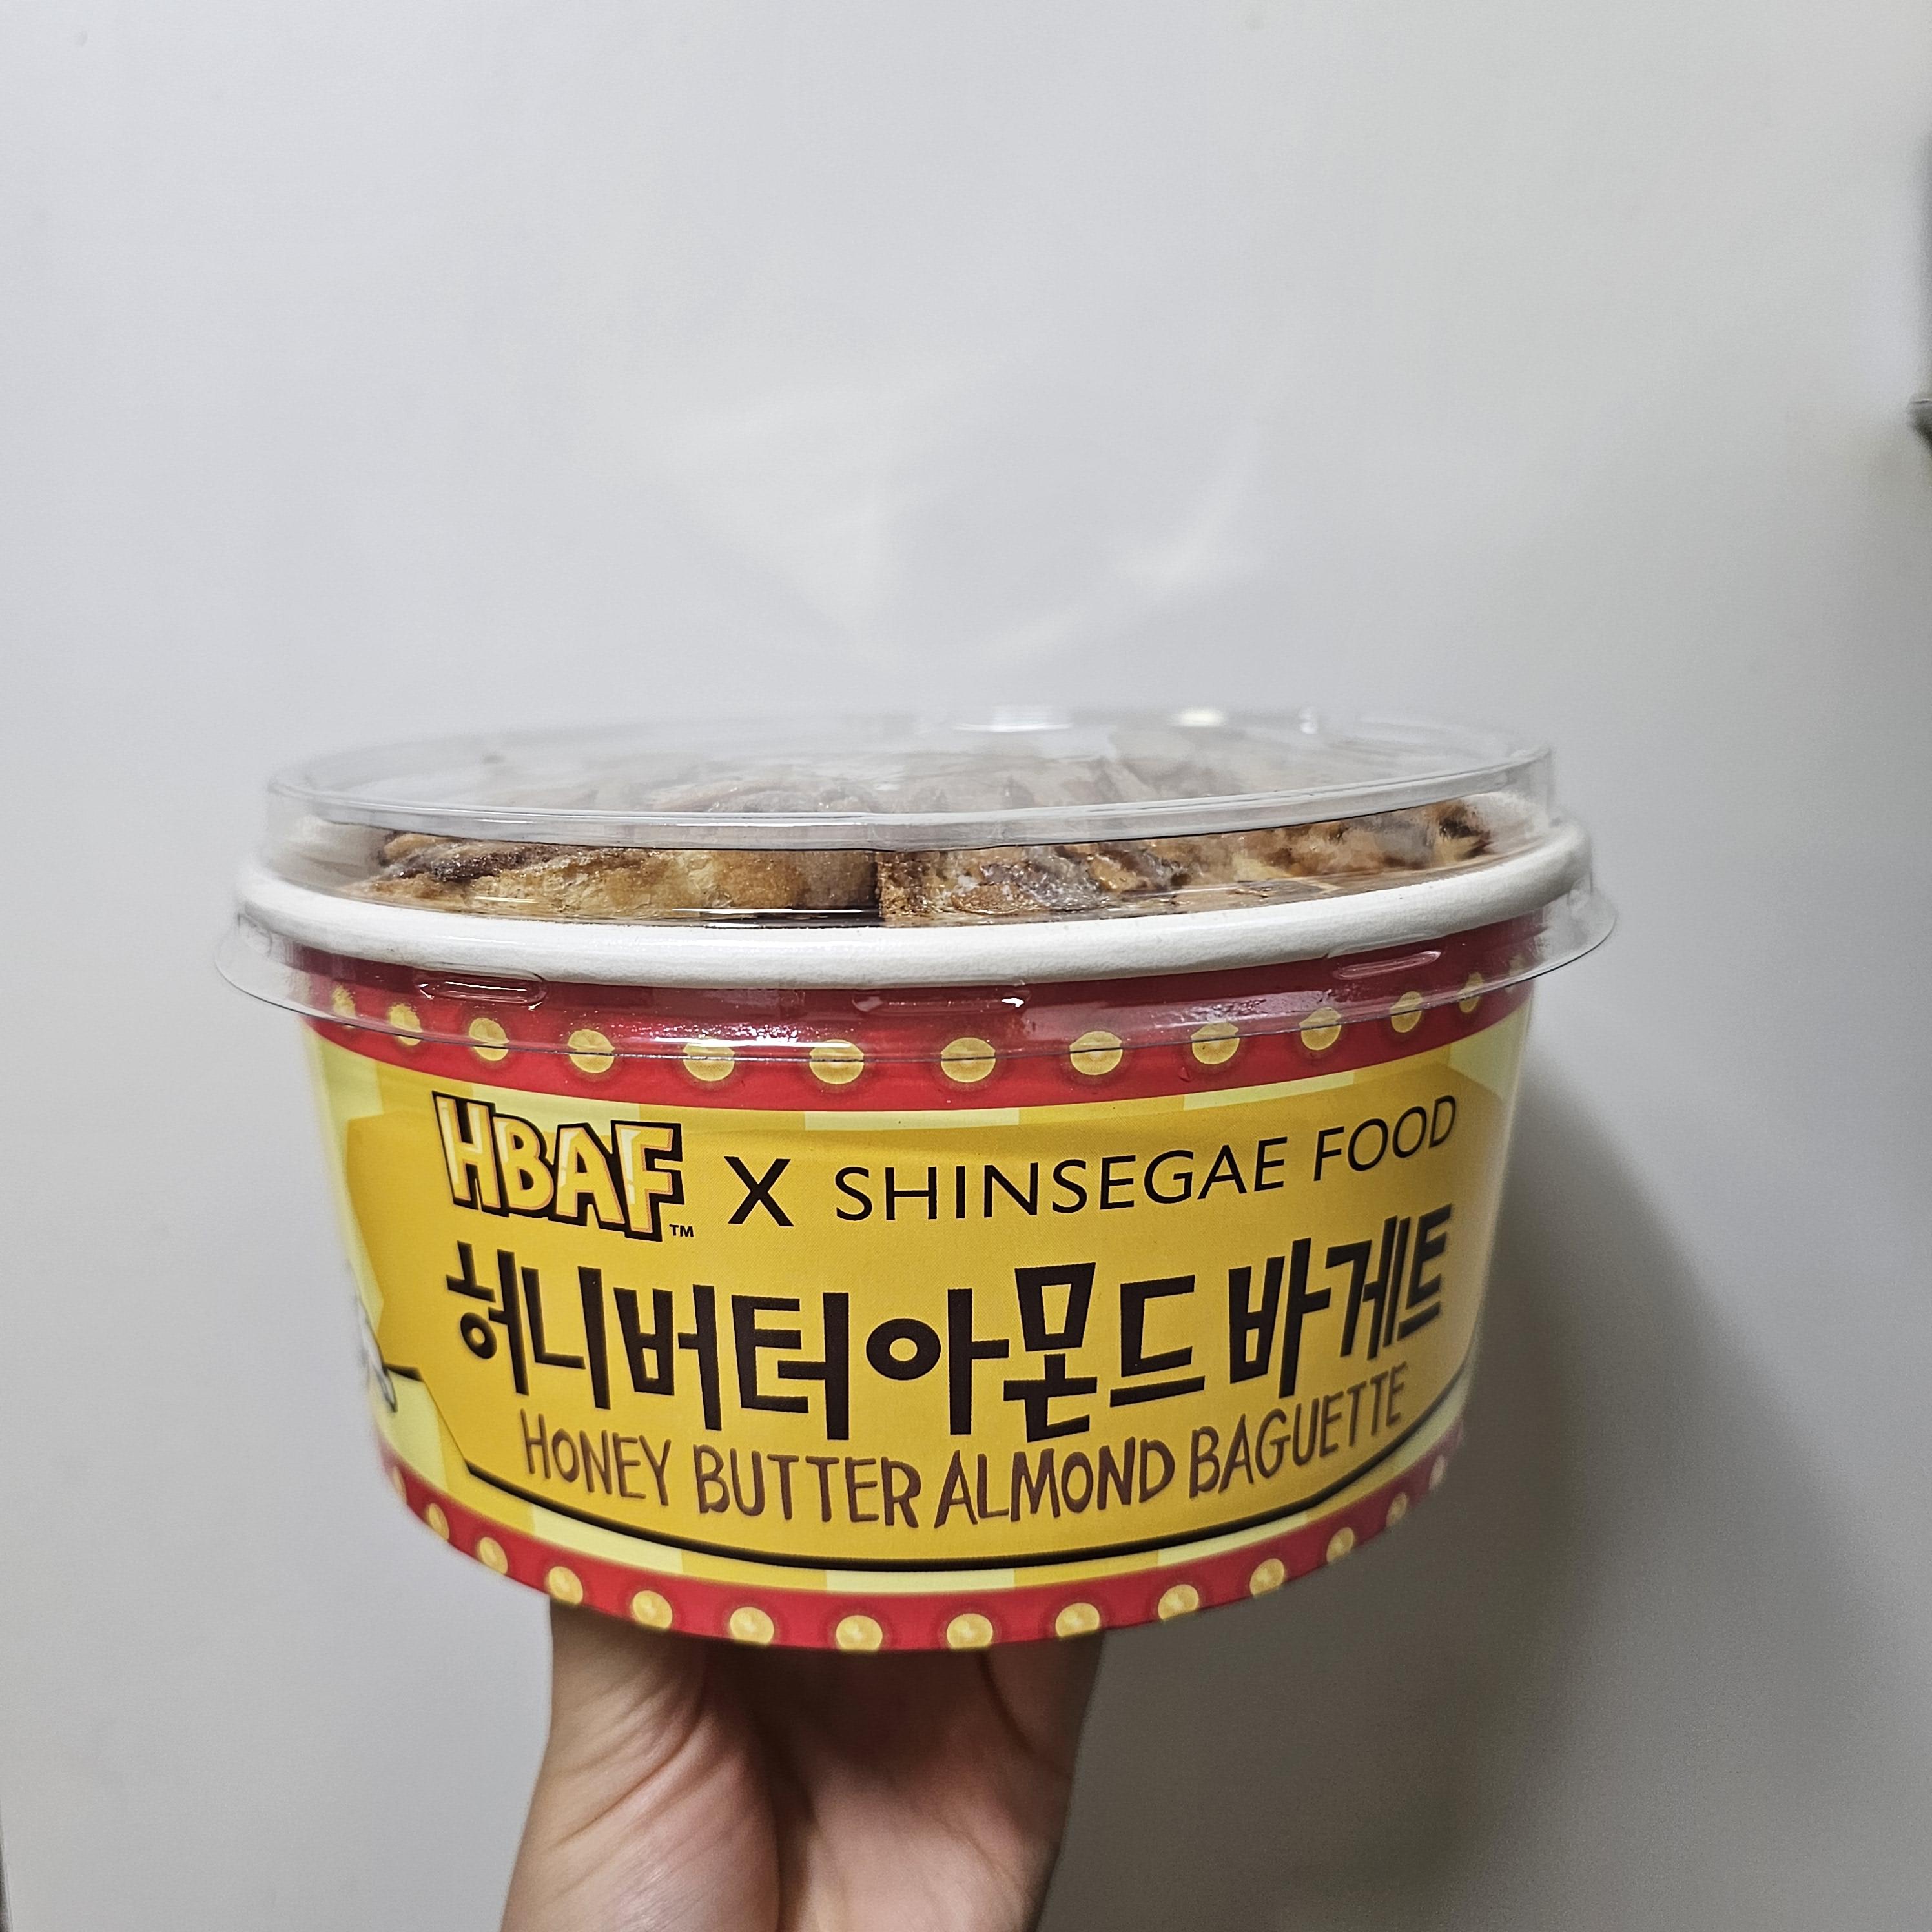 HBAF™ X SHINSEGAE FOOD
허니버터아몬드 바게트
HONEY BUTTER ALMOND BAGUETTE